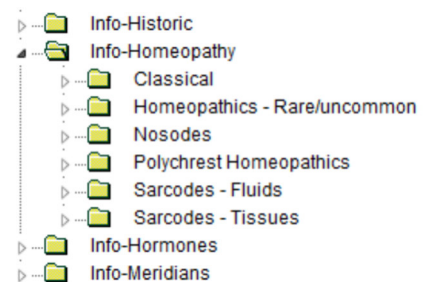 Info-Historic
Info-Homeopathy
Classical
Homeopathics - Rare/uncommon
Nosodes
Polychrest Homeopathics
Sarcodes - Fluids
Sarcodes - Tissues
Info-Hormones
Info-Meridians